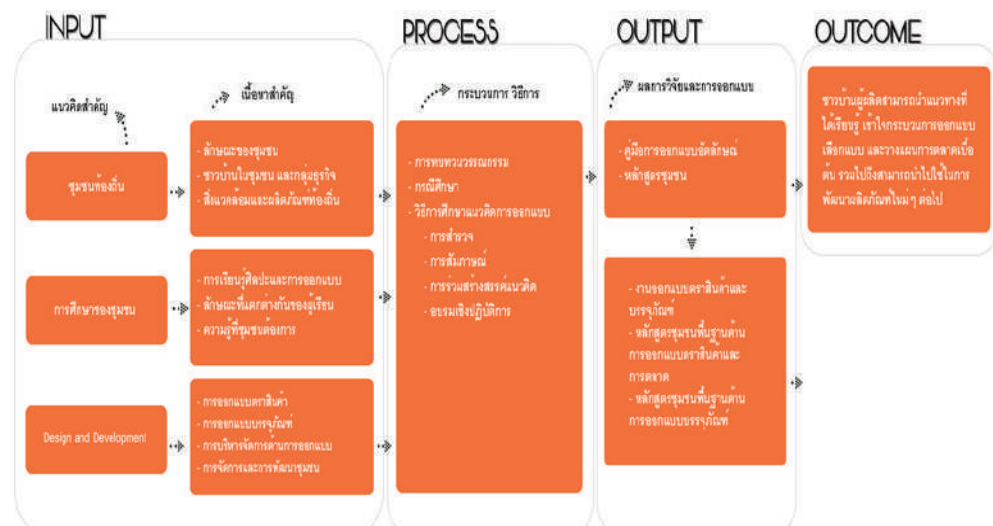 INPUT
แนวคิดสำคัญ
เนื้อหาสำคัญ
ชุมชนท้องถิ่น
- ลักษณะของชุมชน
- ชาวบ้านในชุมชน และกลุ่มธุรกิจ
- สิ่งแวดล้อมและผลิตภัณฑ์ท้องถิ่น
การศึกษาของชุมชน
- การเรียนรู้ศิลปะและการออกแบบ
- ลักษณะที่แตกต่างกันของผู้เรียน
- ความรู้ที่ชุมชนต้องการ
Design and Development
- การออกแบบตราสินค้า
- การออกแบบบรรจุภัณฑ์
- การบริหารจัดการด้านการออกแบบ
- การจัดการและการพัฒนาชุมชน
PROCESS
กระบวนการ วิธีการ
- การทบทวนวรรณกรรม
- กรณีศึกษา
- วิธีการศึกษาแนวคิดการออกแบบ
- การสำรวจ
- การสัมภาษณ์
- การร่วมสร้างสรรค์แนวคิด
- อบรมเชิงปฏิบัติการ
OUTPUT
ผลการวิจัยและการออกแบบ
- คู่มือการออกแบบอัตลักษณ์
- หลักสูตรชุมชน
- งานออกแบบตราสินค้าและ
บรรจุภัณฑ์
- หลักสูตรชุมชนพื้นฐานด้าน
การออกแบบตราสินค้าและ
การตลาด
- หลักสูตรชุมชนพื้นฐานด้าน
การออกแบบบรรจุภัณฑ์
OUTCOME
ชาวบ้านผู้ผลิตสามารถนำแนวทางที่
ได้เรียนรู้ เข้าใจกระบวนการออกแบบ
เลือกแบบ และวางแผนการตลาดเบื้อ
ต้น รวมไปถึงสามารถนำไปใช้ในการ
พัฒนาผลิตภัณฑ์ใหม่ๆ ต่อไป